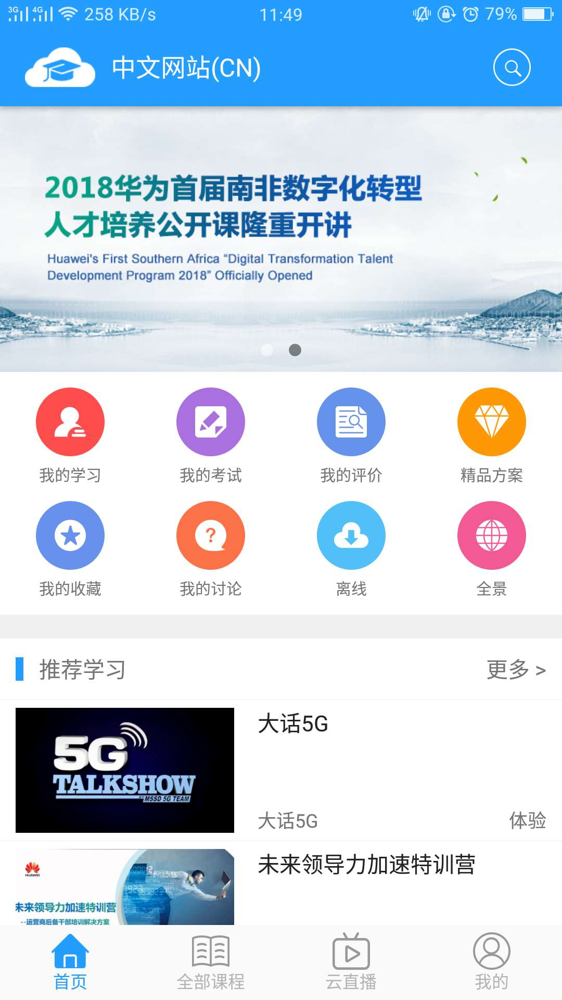 3G 4G 258 KB/s 11:49 79%
中文网站(CN)
2018华为首届南非数字化转型
人才培养公开课隆重开讲
Huawei's First Southern Africa “Digital Transformation Talent
Development Program 2018” Officially Opened
我的学习 我的考试 我的评价 精品方案
我的收藏 我的讨论 离线 全景
推荐学习 更多 >
5G
TALKSHOW
BY MSSD 5G TEAM
大话5G
大话5G 体验
HUAWEI
未来领导力加速特训营
--运营商后备干部培训解决方案
未来领导力加速特训营
首页 全部课程 云直播 我的